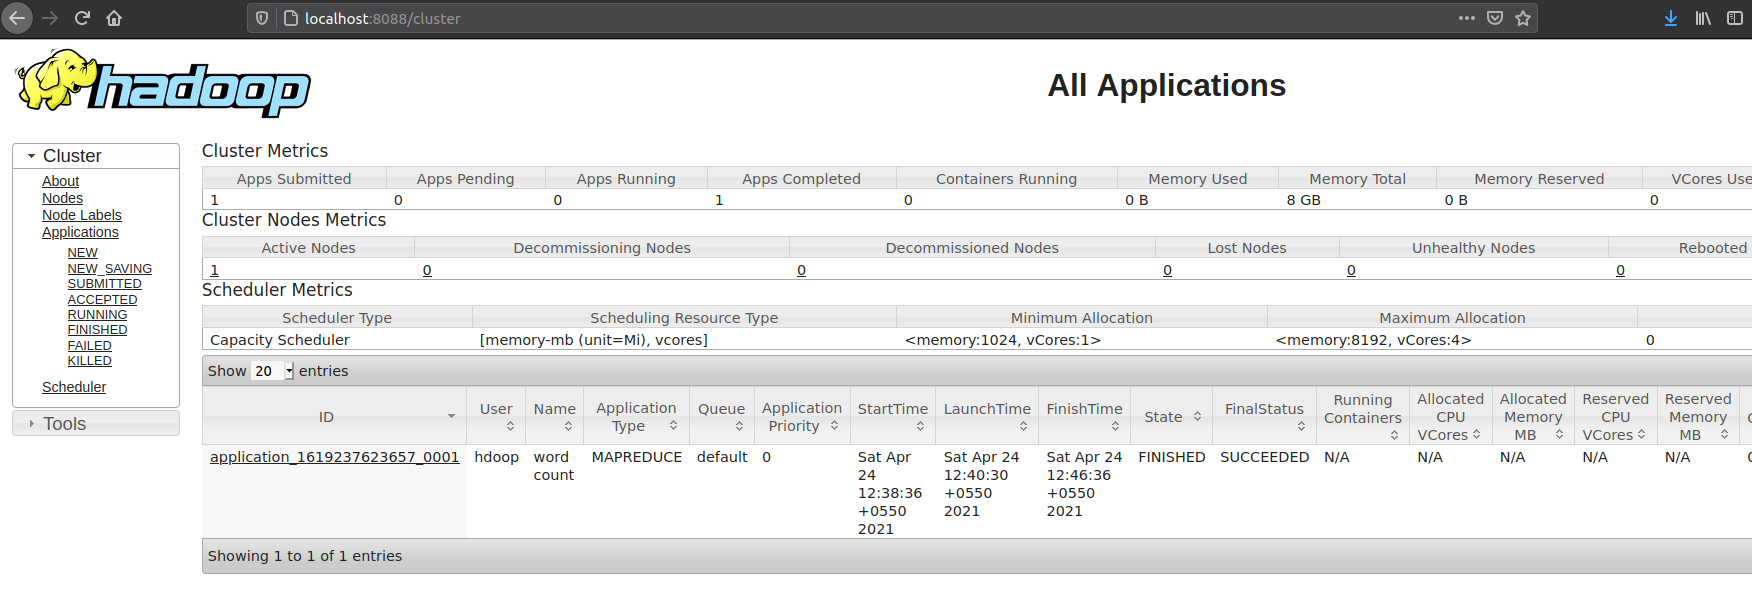 localhost:8088/cluster
hadoop
All Applications
Cluster
About
Nodes
Node Labels
Applications
NEW
NEW_SAVING
SUBMITTED
ACCEPTED
RUNNING
FINISHED
FAILED
KILLED
Scheduler
Tools
Cluster Metrics
Apps Submitted Apps Pending Apps Running Apps Completed Containers Running Memory Used Memory Total Memory Reserved VCores Use
1 0 0 1 0 0 B 8 GB 0 B 0
Cluster Nodes Metrics
Active Nodes Decommissioning Nodes Decommissioned Nodes Lost Nodes Unhealthy Nodes Rebooted
1 0 0 0 0 0
Scheduler Metrics
Scheduler Type Scheduling Resource Type Minimum Allocation Maximum Allocation
Capacity Scheduler [memory-mb (unit=Mi), vcores] <memory:1024, vCores:1> <memory:8192, vCores:4> 0
Show 20 entries
ID User Name Application Type Queue Application Priority StartTime LaunchTime FinishTime State FinalStatus Running Containers Allocated CPU VCores Allocated Memory MB Reserved CPU VCores Reserved Memory MB
application_1619237623657_0001 hdoop word count MAPREDUCE default 0 Sat Apr 24 12:38:36 +0550 2021 Sat Apr 24 12:40:30 +0550 2021 Sat Apr 24 12:46:36 +0550 2021 FINISHED SUCCEEDED N/A N/A N/A N/A N/A
Showing 1 to 1 of 1 entries